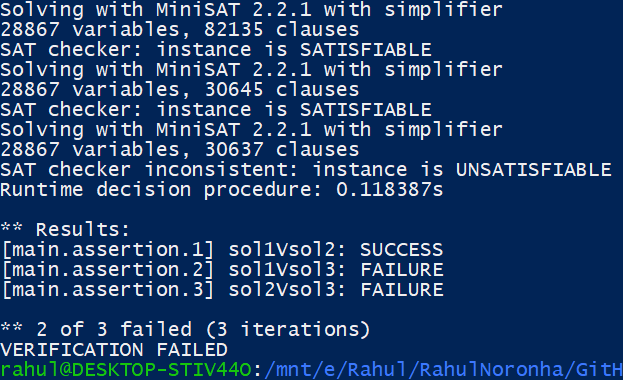 Solving with MiniSAT 2.2.1 with simplifier
28867 variables, 82135 clauses
SAT checker: instance is SATISFIABLE
Solving with MiniSAT 2.2.1 with simplifier
28867 variables, 30645 clauses
SAT checker: instance is SATISFIABLE
Solving with MiniSAT 2.2.1 with simplifier
28867 variables, 30637 clauses
SAT checker inconsistent: instance is UNSATISFIABLE
Runtime decision procedure: 0.118387s

** Results:
[main.assertion.1] sol1Vsol2: SUCCESS
[main.assertion.2] sol1Vsol3: FAILURE
[main.assertion.3] sol2Vsol3: FAILURE

** 2 of 3 failed (3 iterations)
VERIFICATION FAILED
rahul@DESKTOP-STIV44O:/mnt/e/Rahul/RahulNoronha/GitH